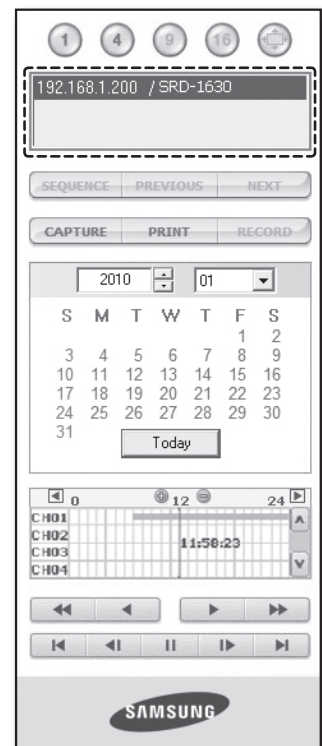 1 4 9 16
192.168.1.200 / SRD-1630
SEQUENCE PREVIOUS NEXT
CAPTURE PRINT RECORD
2010 01
S M T W T F S
1 2
3 4 5 6 7 8 9
10 11 12 13 14 15 16
17 18 19 20 21 22 23
24 25 26 27 28 29 30
31 Today
0 12 24
CH01
CH02 11:58:23
CH03
CH04
SAMSUNG